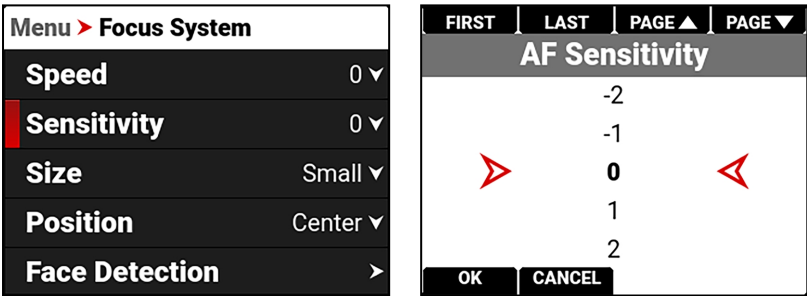 Menu > Focus System
Speed 0
Sensitivity 0
Size Small
Position Center
Face Detection >
FIRST LAST PAGE▲ PAGE▼
AF Sensitivity
-2
-1
0
1
2
OK CANCEL